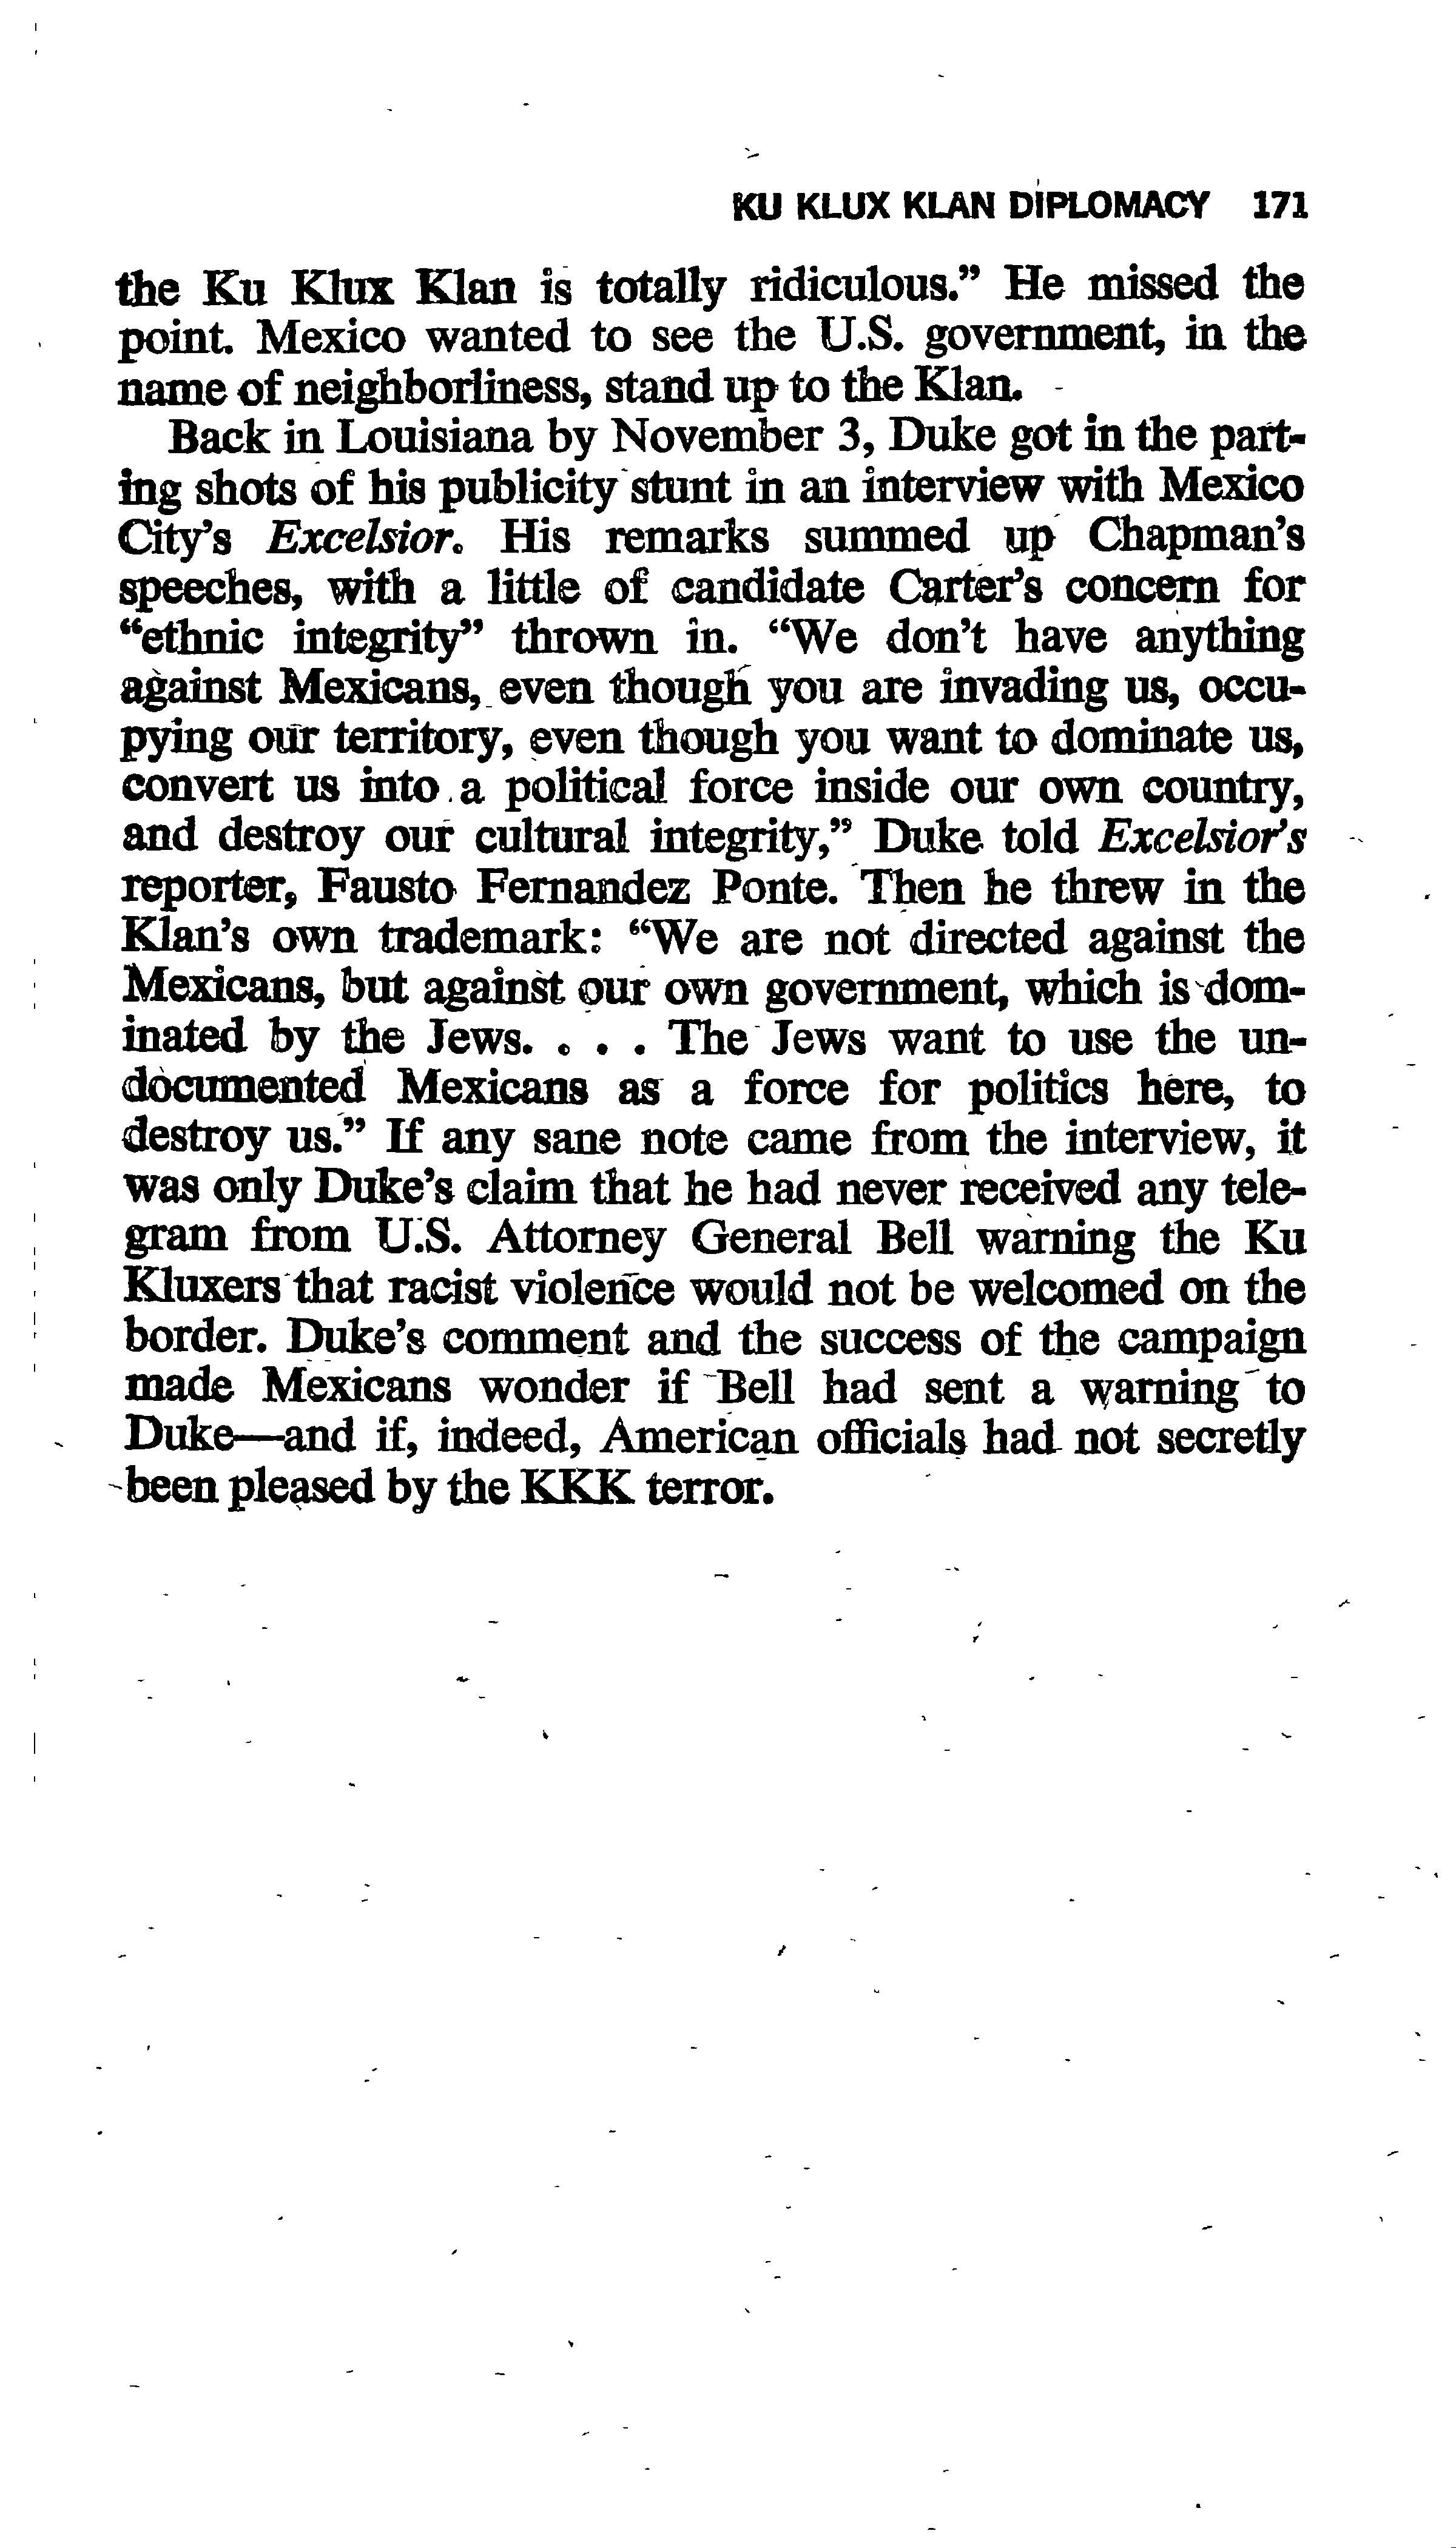 KU KLUX KLAN DIPLOMACY 171
the Ku Klux Klan is totally ridiculous.” He missed the
point. Mexico wanted to see the U.S. government, in the
name of neighborliness, stand up to the Klan.
Back in Louisiana by November 3, Duke got in the part-
ing shots of his publicity stunt in an interview with Mexico
City’s Excelsior. His remarks summed up Chapman’s
speeches, with a little of candidate Carter’s concern for
“ethnic integrity” thrown in. “We don’t have anything
against Mexicans, even though you are invading us, occu-
pying our territory, even though you want to dominate us,
convert us into a political force inside our own country,
and destroy our cultural integrity,” Duke told Excelsior’s
reporter, Fausto Fernandez Ponte. Then he threw in the
Klan’s own trademark: “We are not directed against the
Mexicans, but against our own government, which is dom-
inated by the Jews. . . . The Jews want to use the un-
documented Mexicans as a force for politics here, to
destroy us.” If any sane note came from the interview, it
was only Duke’s claim that he had never received any tele-
gram from U.S. Attorney General Bell warning the Ku
Kluxers that racist violence would not be welcomed on the
border. Duke’s comment and the success of the campaign
made Mexicans wonder if Bell had sent a warning to
Duke—and if, indeed, American officials had not secretly
been pleased by the KKK terror.